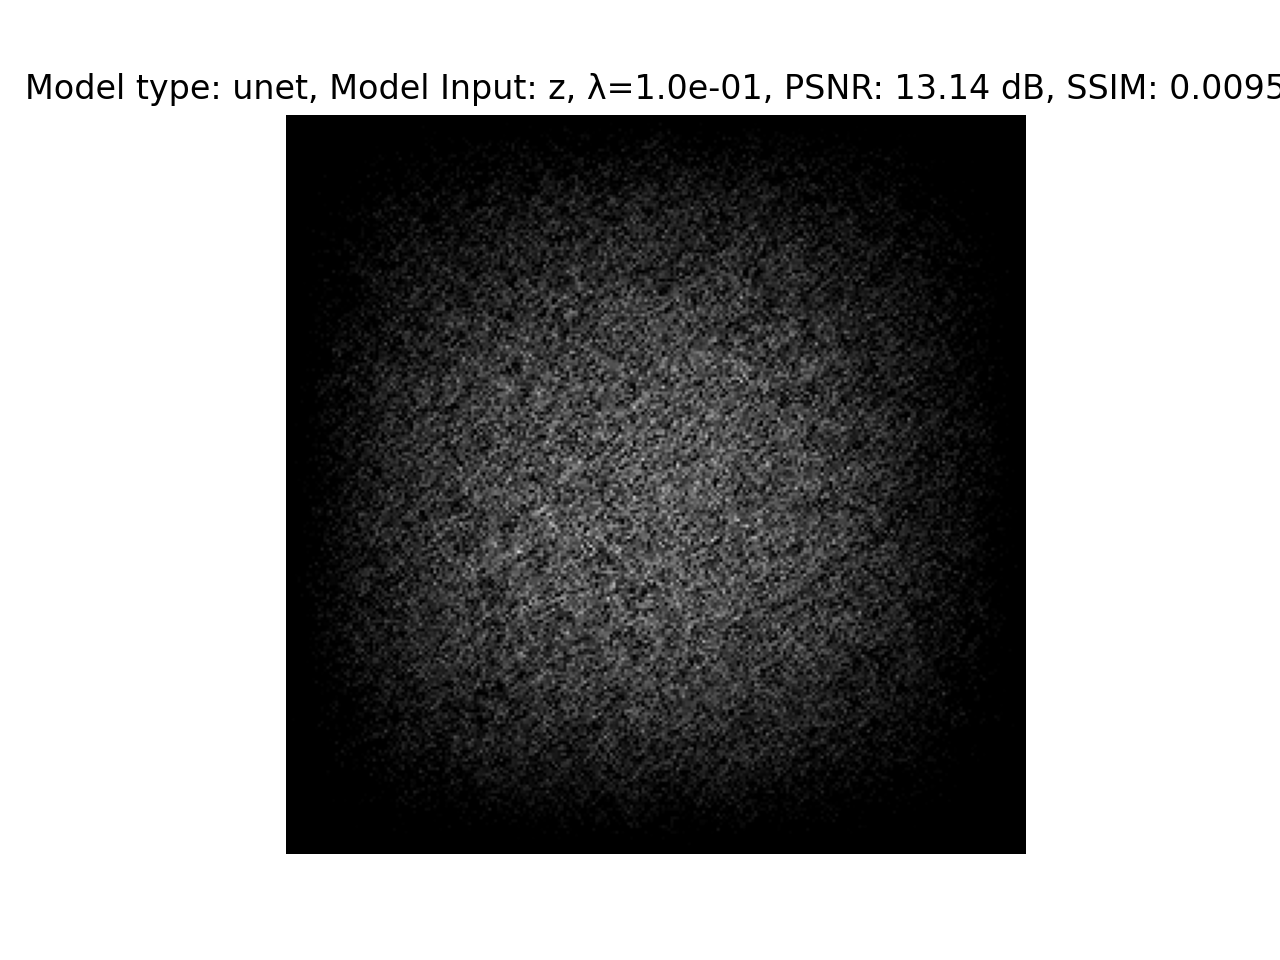 Model type: unet, Model Input: z, λ=1.0e-01, PSNR: 13.14 dB, SSIM: 0.0095